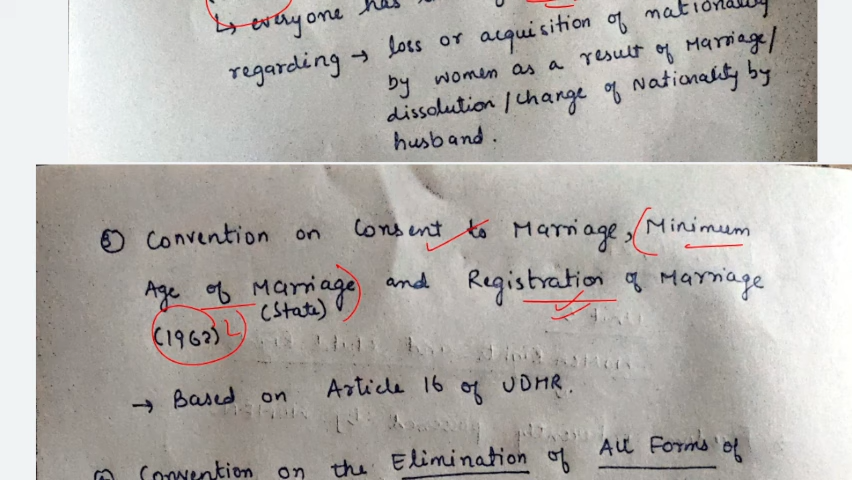 ↳ everyone has
regarding → loss or acquisition of nationality
by women as a result of Marriage/
dissolution/change of Nationality by
husband.
③ Convention on Consent to Marriage, (Minimum
Age of Marriage) and Registration of Marriage
(State)
(1962)
→ Based on Article 16 of UDHR.
Convention on the Elimination of All Forms of